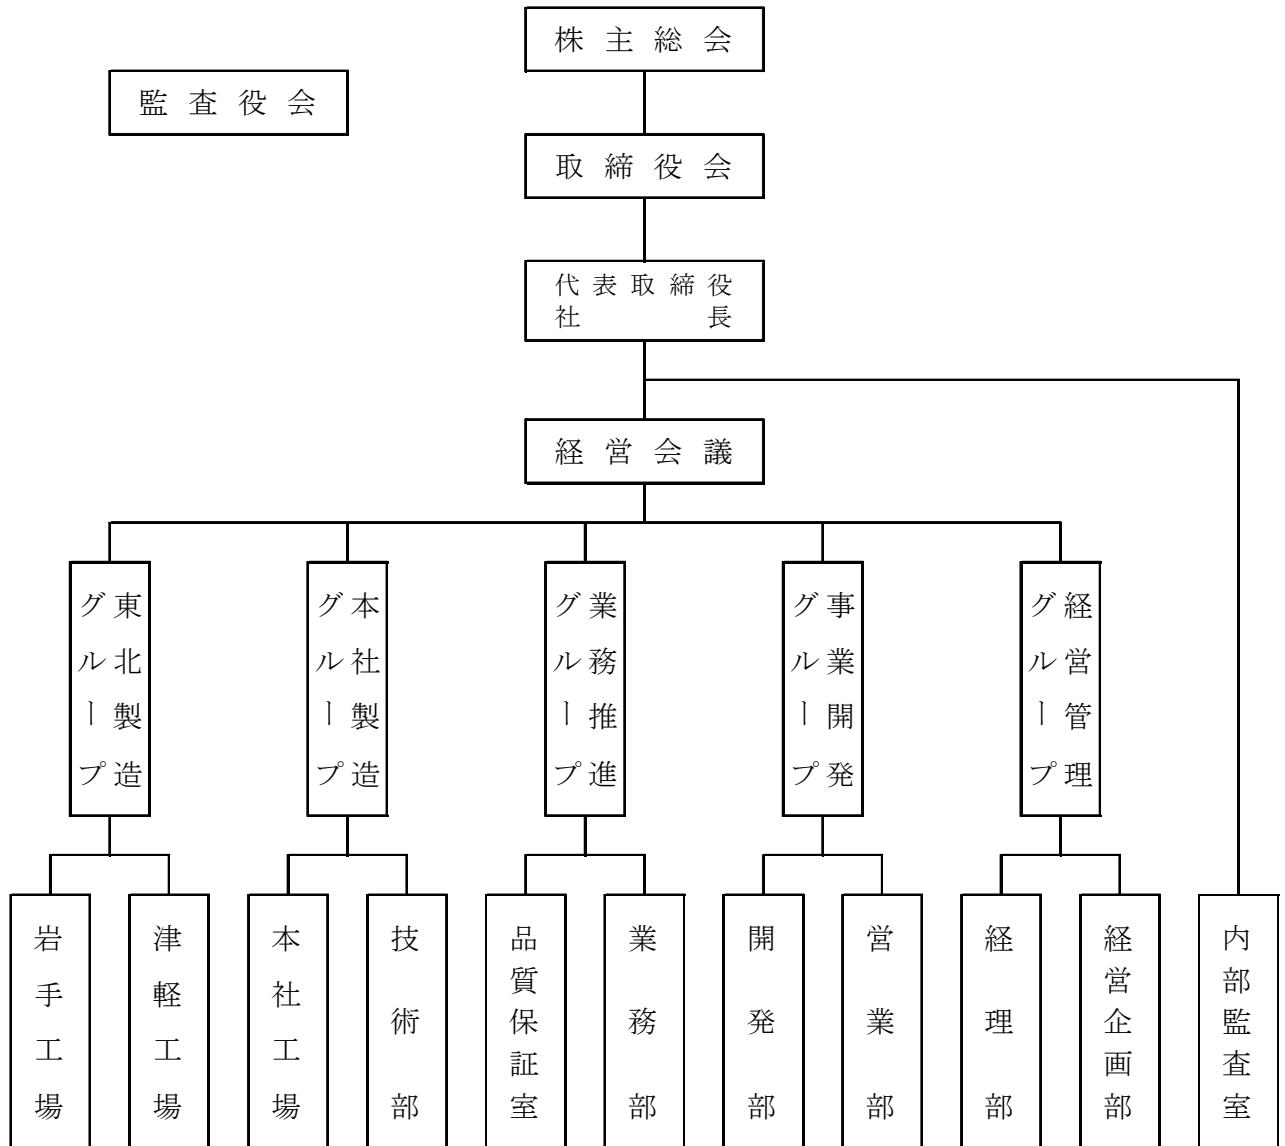 株主総会
監査役会
取締役会
代表取締役
社長
経営会議
東北製造
グループ
本社製造
グループ
業務推進
グループ
事業開発
グループ
経営管理
グループ
岩手工場
津軽工場
本社工場
技術部
品質保証室
業務部
開発部
営業部
経理部
経営企画部
内部監査室